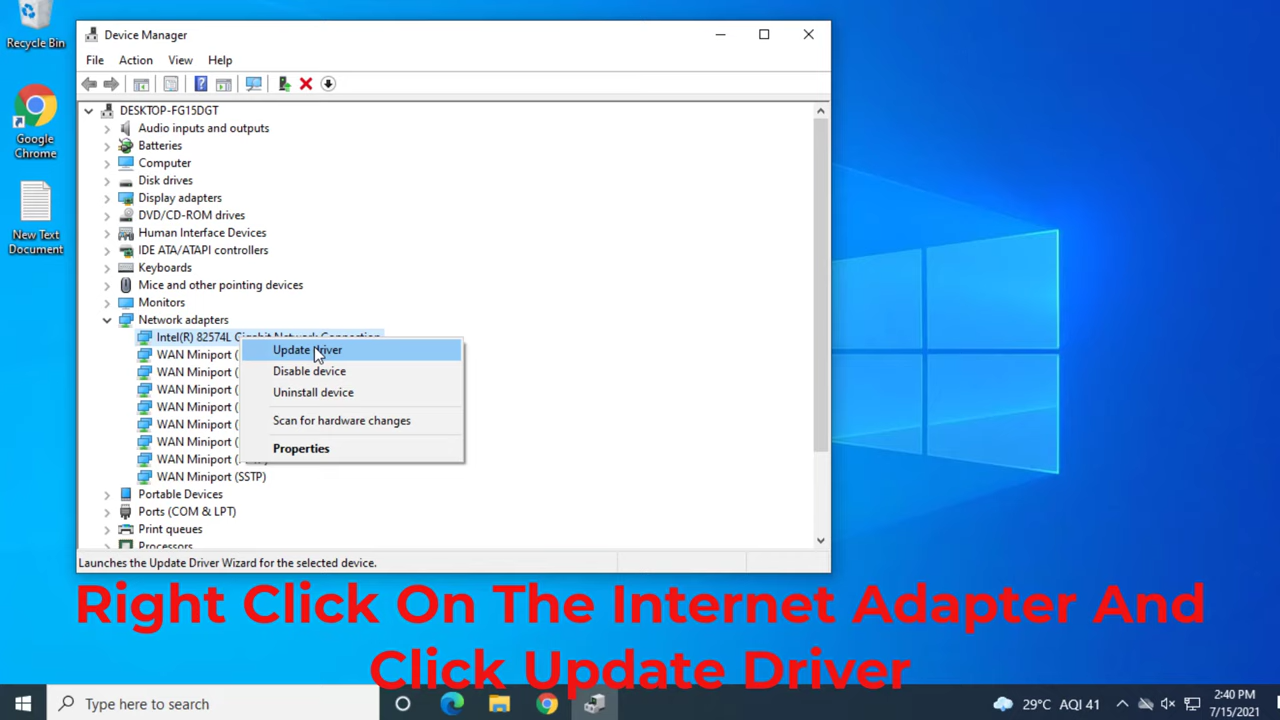 Recycle Bin
Google
Chrome
New Text
Document
Device Manager
File Action View Help
DESKTOP-FG15DGT
Audio inputs and outputs
Batteries
Computer
Disk drives
Display adapters
DVD/CD-ROM drives
Human Interface Devices
IDE ATA/ATAPI controllers
Keyboards
Mice and other pointing devices
Monitors
Network adapters
Intel(R) 82574L Gigabit Network Connection
WAN Miniport (
WAN Miniport (
WAN Miniport (
WAN Miniport (
WAN Miniport (
WAN Miniport (
WAN Miniport (
WAN Miniport (SSTP)
Portable Devices
Ports (COM & LPT)
Print queues
Processors
Update driver
Disable device
Uninstall device
Scan for hardware changes
Properties
Launches the Update Driver Wizard for the selected device.
Right Click On The Internet Adapter And
Click Update Driver
Type here to search
29°C AQI 41
2:40 PM
7/15/2021